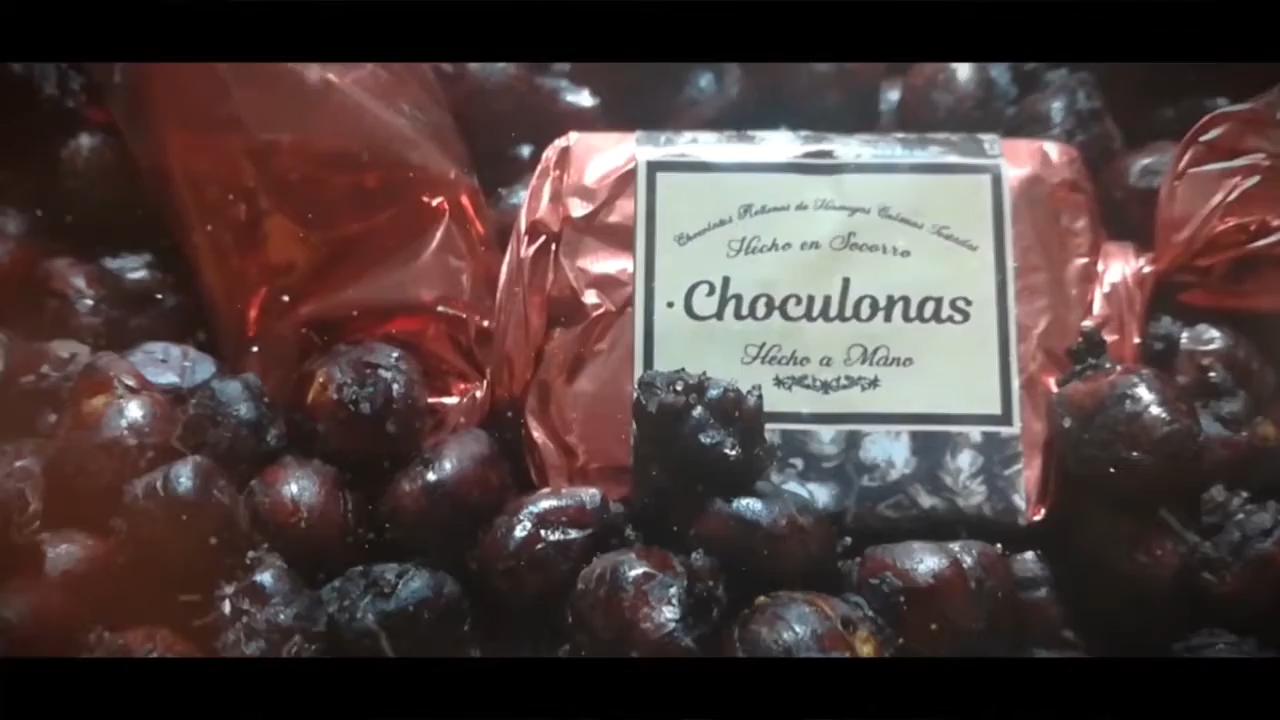 Chocolates Rellenos de Hormigas Culonas Tostadas
Hecho en Socorro
· Choculonas
Hecho a Mano